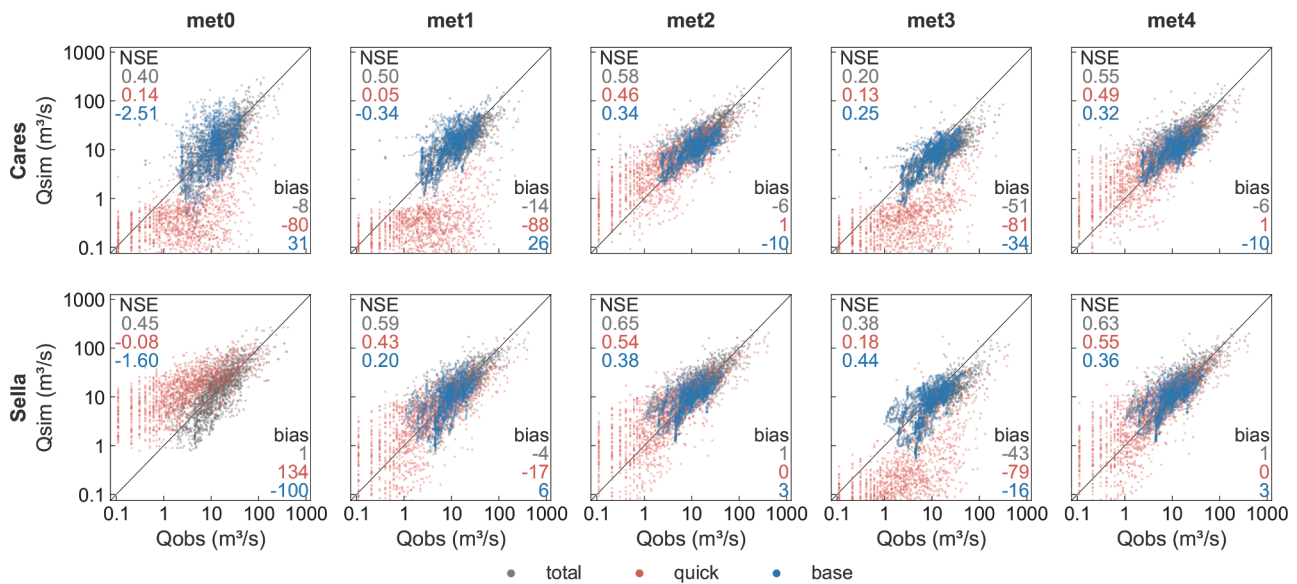 met0 met1 met2 met3 met4
Cares
Qsim (m³/s)
1000
100
10
1
0.1
NSE
0.40
0.14
-2.51
bias
-8
-80
31
NSE
0.50
0.05
-0.34
bias
-14
-88
26
NSE
0.58
0.46
0.34
bias
-6
1
-10
NSE
0.20
0.13
0.25
bias
-51
-81
-34
NSE
0.55
0.49
0.32
bias
-6
1
-10
Sella
Qsim (m³/s)
1000
100
10
1
0.1
NSE
0.45
-0.08
-1.60
bias
1
134
-100
NSE
0.59
0.43
0.20
bias
-4
-17
6
NSE
0.65
0.54
0.38
bias
1
0
3
NSE
0.38
0.18
0.44
bias
-43
-79
-16
NSE
0.63
0.55
0.36
bias
1
0
3
0.1 1 10 100 1000 0.1 1 10 100 1000 0.1 1 10 100 1000 0.1 1 10 100 1000 0.1 1 10 100 1000
Qobs (m³/s) Qobs (m³/s) Qobs (m³/s) Qobs (m³/s) Qobs (m³/s)
total quick base